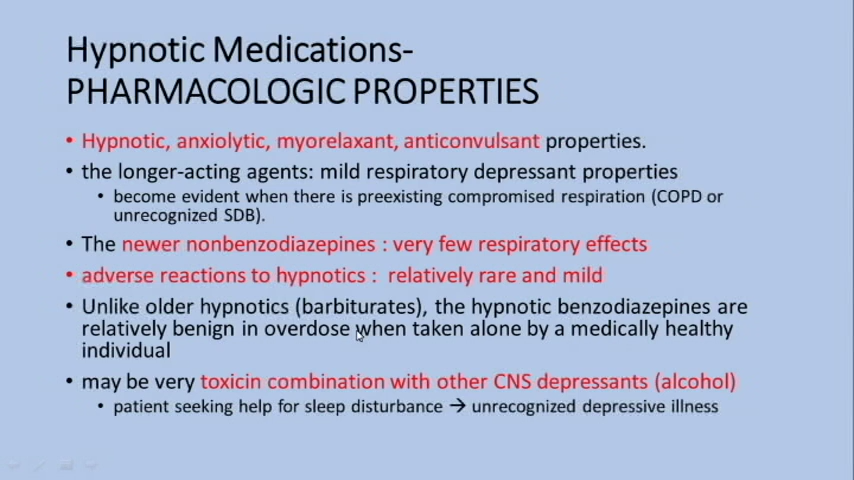 Hypnotic Medications-
PHARMACOLOGIC PROPERTIES
• Hypnotic, anxiolytic, myorelaxant, anticonvulsant properties.
• the longer-acting agents: mild respiratory depressant properties
• become evident when there is preexisting compromised respiration (COPD or
unrecognized SDB).
• The newer nonbenzodiazepines : very few respiratory effects
• adverse reactions to hypnotics : relatively rare and mild
• Unlike older hypnotics (barbiturates), the hypnotic benzodiazepines are
relatively benign in overdose when taken alone by a medically healthy
individual
• may be very toxicin combination with other CNS depressants (alcohol)
• patient seeking help for sleep disturbance → unrecognized depressive illness